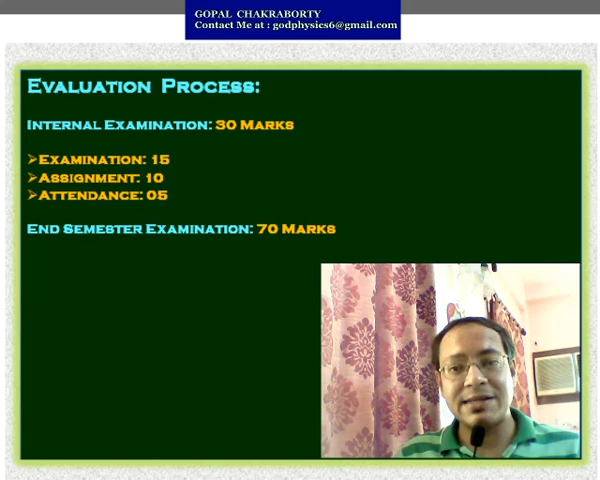 GOPAL CHAKRABORTY
Contact Me at : godphysics6@gmail.com
EVALUATION PROCESS:
INTERNAL EXAMINATION: 30 MARKS
➢EXAMINATION: 15
➢ASSIGNMENT: 10
➢ATTENDANCE: 05
END SEMESTER EXAMINATION: 70 MARKS